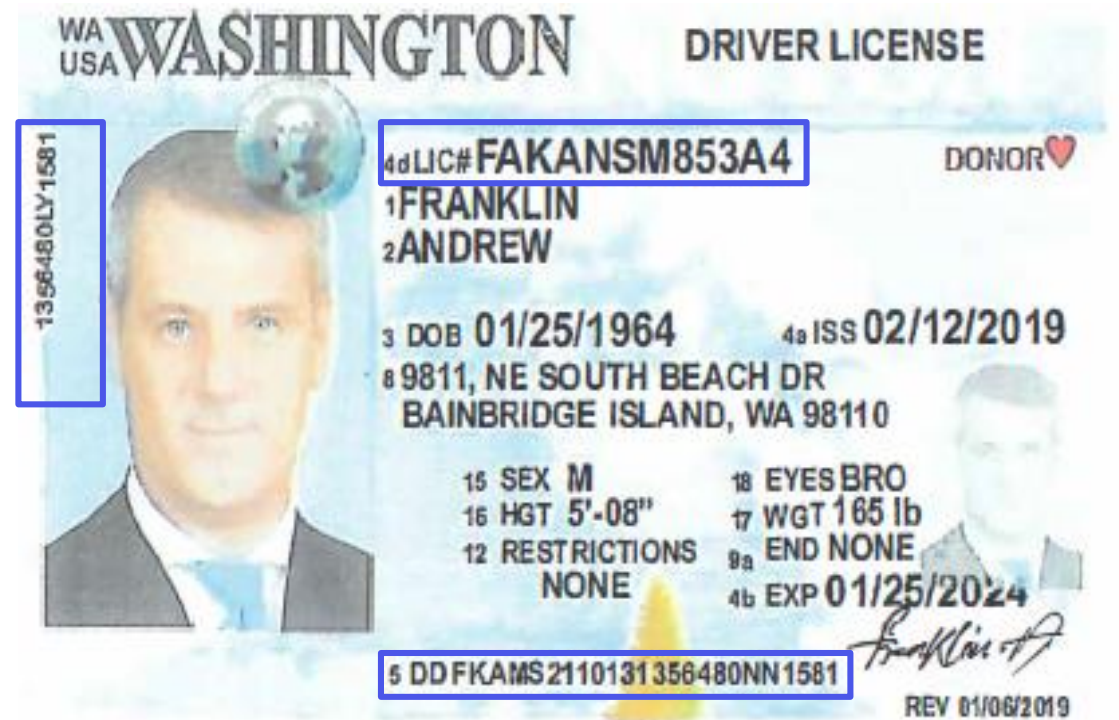 WA
USA WASHINGTON DRIVER LICENSE
1356480LY1581
4d LIC# FAKANSM853A4
DONOR
1 FRANKLIN
2 ANDREW
3 DOB 01/25/1964 4a ISS 02/12/2019
8 9811, NE SOUTH BEACH DR
BAINBRIDGE ISLAND, WA 98110
15 SEX M 18 EYES BRO
16 HGT 5'-08" 17 WGT 165 lb
12 RESTRICTIONS 9a END NONE
NONE 4b EXP 01/25/2024
Franklin A
5 DDFKAMS2110131356480NN1581
REV 01/06/2019